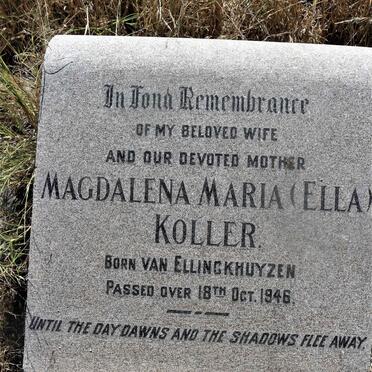 In Fond Remembrance
OF MY BELOVED WIFE
AND OUR DEVOTED MOTHER
MAGDALENA MARIA (ELLA)
KOLLER.
BORN VAN ELLINCKHUYZEN
PASSED OVER 18TH OCT. 1946.
UNTIL THE DAY DAWNS AND THE SHADOWS FLEE AWAY.